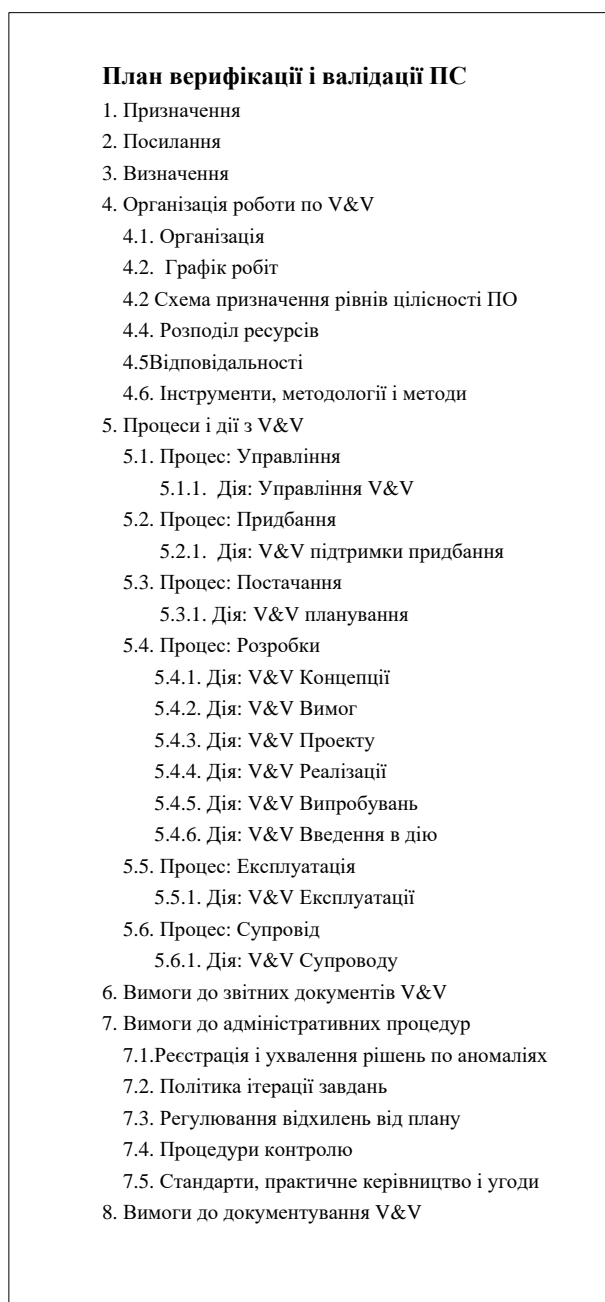 План верифікації і валідації ПС
1. Призначення
2. Посилання
3. Визначення
4. Організація роботи по V&V
4.1. Організація
4.2. Графік робіт
4.2 Схема призначення рівнів цілісності ПО
4.4. Розподіл ресурсів
4.5Відповідальності
4.6. Інструменти, методології і методи
5. Процеси і дії з V&V
5.1. Процес: Управління
5.1.1. Дія: Управління V&V
5.2. Процес: Придбання
5.2.1. Дія: V&V підтримки придбання
5.3. Процес: Постачання
5.3.1. Дія: V&V планування
5.4. Процес: Розробки
5.4.1. Дія: V&V Концепції
5.4.2. Дія: V&V Вимог
5.4.3. Дія: V&V Проекту
5.4.4. Дія: V&V Реалізації
5.4.5. Дія: V&V Випробувань
5.4.6. Дія: V&V Введення в дію
5.5. Процес: Експлуатація
5.5.1. Дія: V&V Експлуатації
5.6. Процес: Супровід
5.6.1. Дія: V&V Супроводу
6. Вимоги до звітних документів V&V
7. Вимоги до адміністративних процедур
7.1.Реєстрація і ухвалення рішень по аномаліях
7.2. Політика ітерації завдань
7.3. Регулювання відхилень від плану
7.4. Процедури контролю
7.5. Стандарти, практичне керівництво і угоди
8. Вимоги до документування V&V